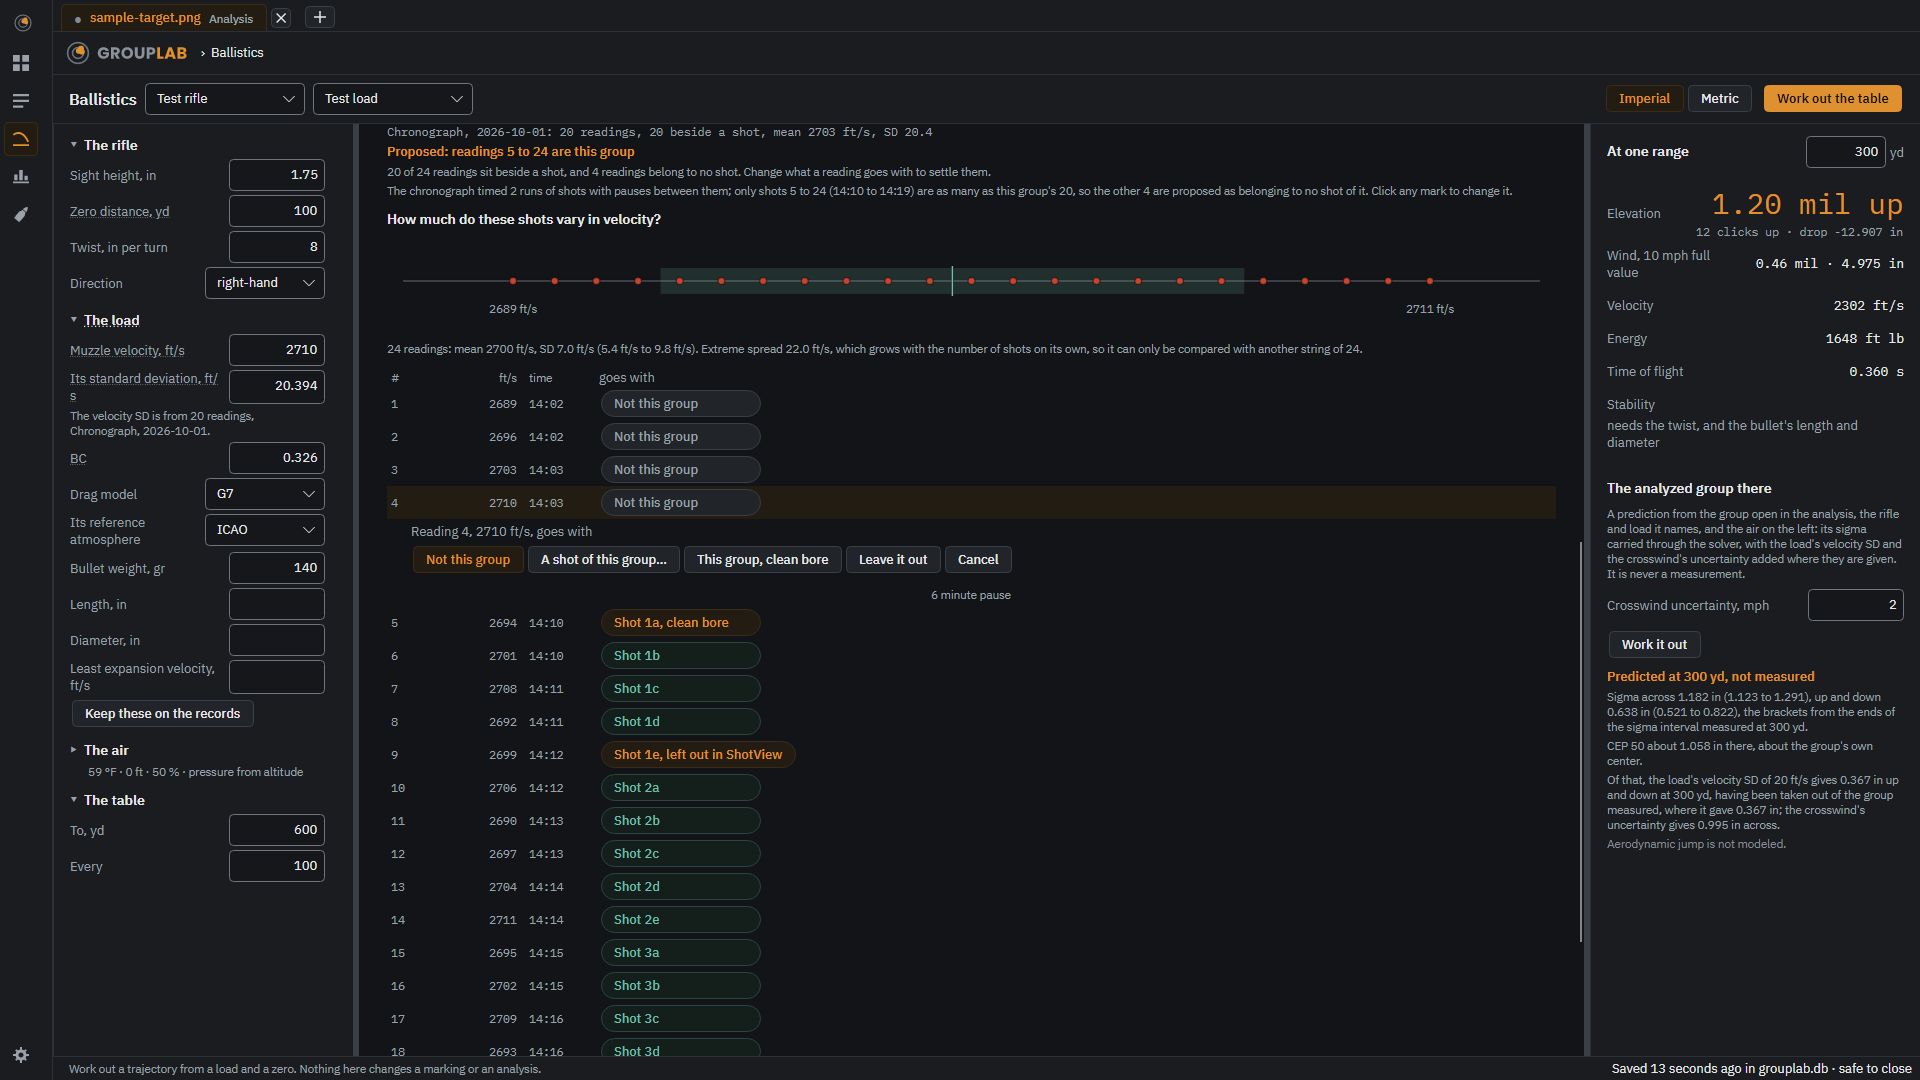 sample-target.png Analysis
GROUPLAB › Ballistics
Ballistics
Test rifle
Test load
Imperial
Metric
Work out the table
The rifle
Sight height, in 1.75
Zero distance, yd 100
Twist, in per turn 8
Direction right-hand
The load
Muzzle velocity, ft/s 2710
Its standard deviation, ft/
s 20.394
The velocity SD is from 20 readings,
Chronograph, 2026-10-01.
BC 0.326
Drag model G7
Its reference
atmosphere ICAO
Bullet weight, gr 140
Length, in
Diameter, in
Least expansion velocity,
ft/s
Keep these on the records
The air
59 °F · 0 ft · 50 % · pressure from altitude
The table
To, yd 600
Every 100
Chronograph, 2026-10-01: 20 readings, 20 beside a shot, mean 2703 ft/s, SD 20.4
Proposed: readings 5 to 24 are this group
20 of 24 readings sit beside a shot, and 4 readings belong to no shot. Change what a reading goes with to settle them.
The chronograph timed 2 runs of shots with pauses between them; only shots 5 to 24 (14:10 to 14:19) are as many as this group's 20, so the other 4 are proposed as belonging to no shot of it. Click any mark to change it.
How much do these shots vary in velocity?
2689 ft/s 2711 ft/s
24 readings: mean 2700 ft/s, SD 7.0 ft/s (5.4 ft/s to 9.8 ft/s). Extreme spread 22.0 ft/s, which grows with the number of shots on its own, so it can only be compared with another string of 24.
# ft/s time goes with
1 2689 14:02 Not this group
2 2696 14:02 Not this group
3 2703 14:03 Not this group
4 2710 14:03 Not this group
Reading 4, 2710 ft/s, goes with
Not this group A shot of this group... This group, clean bore Leave it out Cancel
6 minute pause
5 2694 14:10 Shot 1a, clean bore
6 2701 14:10 Shot 1b
7 2708 14:11 Shot 1c
8 2692 14:11 Shot 1d
9 2699 14:12 Shot 1e, left out in ShotView
10 2706 14:12 Shot 2a
11 2690 14:13 Shot 2b
12 2697 14:13 Shot 2c
13 2704 14:14 Shot 2d
14 2711 14:14 Shot 2e
15 2695 14:15 Shot 3a
16 2702 14:15 Shot 3b
17 2709 14:16 Shot 3c
18 2693 14:16 Shot 3d
At one range 300 yd
Elevation 1.20 mil up
12 clicks up · drop -12.907 in
Wind, 10 mph full
value 0.46 mil · 4.975 in
Velocity 2302 ft/s
Energy 1648 ft lb
Time of flight 0.360 s
Stability
needs the twist, and the bullet's length and
diameter
The analyzed group there
A prediction from the group open in the analysis, the rifle
and load it names, and the air on the left: its sigma
carried through the solver, with the load's velocity SD and
the crosswind's uncertainty added where they are given.
It is never a measurement.
Crosswind uncertainty, mph 2
Work it out
Predicted at 300 yd, not measured
Sigma across 1.182 in (1.123 to 1.291), up and down
0.638 in (0.521 to 0.822), the brackets from the ends of
the sigma interval measured at 300 yd.
CEP 50 about 1.058 in there, about the group's own
center.
Of that, the load's velocity SD of 20 ft/s gives 0.367 in up
and down at 300 yd, having been taken out of the group
measured, where it gave 0.367 in; the crosswind's
uncertainty gives 0.995 in across.
Aerodynamic jump is not modeled.
Work out a trajectory from a load and a zero. Nothing here changes a marking or an analysis.
Saved 13 seconds ago in grouplab.db · safe to close